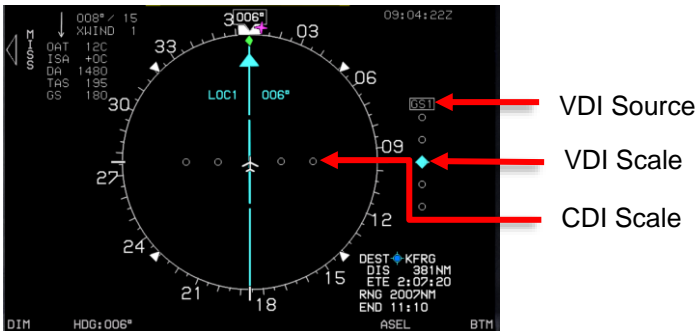 008°/ 15
XWIND 1
MISS
OAT 12C
ISA +0C
DA 1480
TAS 195
GS 180
3
006°
09:04:22Z
03
33
06
30
LOC1 006°
GS1
VDI Source
09
VDI Scale
27
CDI Scale
12
24
DEST KFRG
DIS 381NM
ETE 2:07:20
RNG 2007NM
END 11:10
15
21
18
DIM
HDG:006°
ASEL
BTM